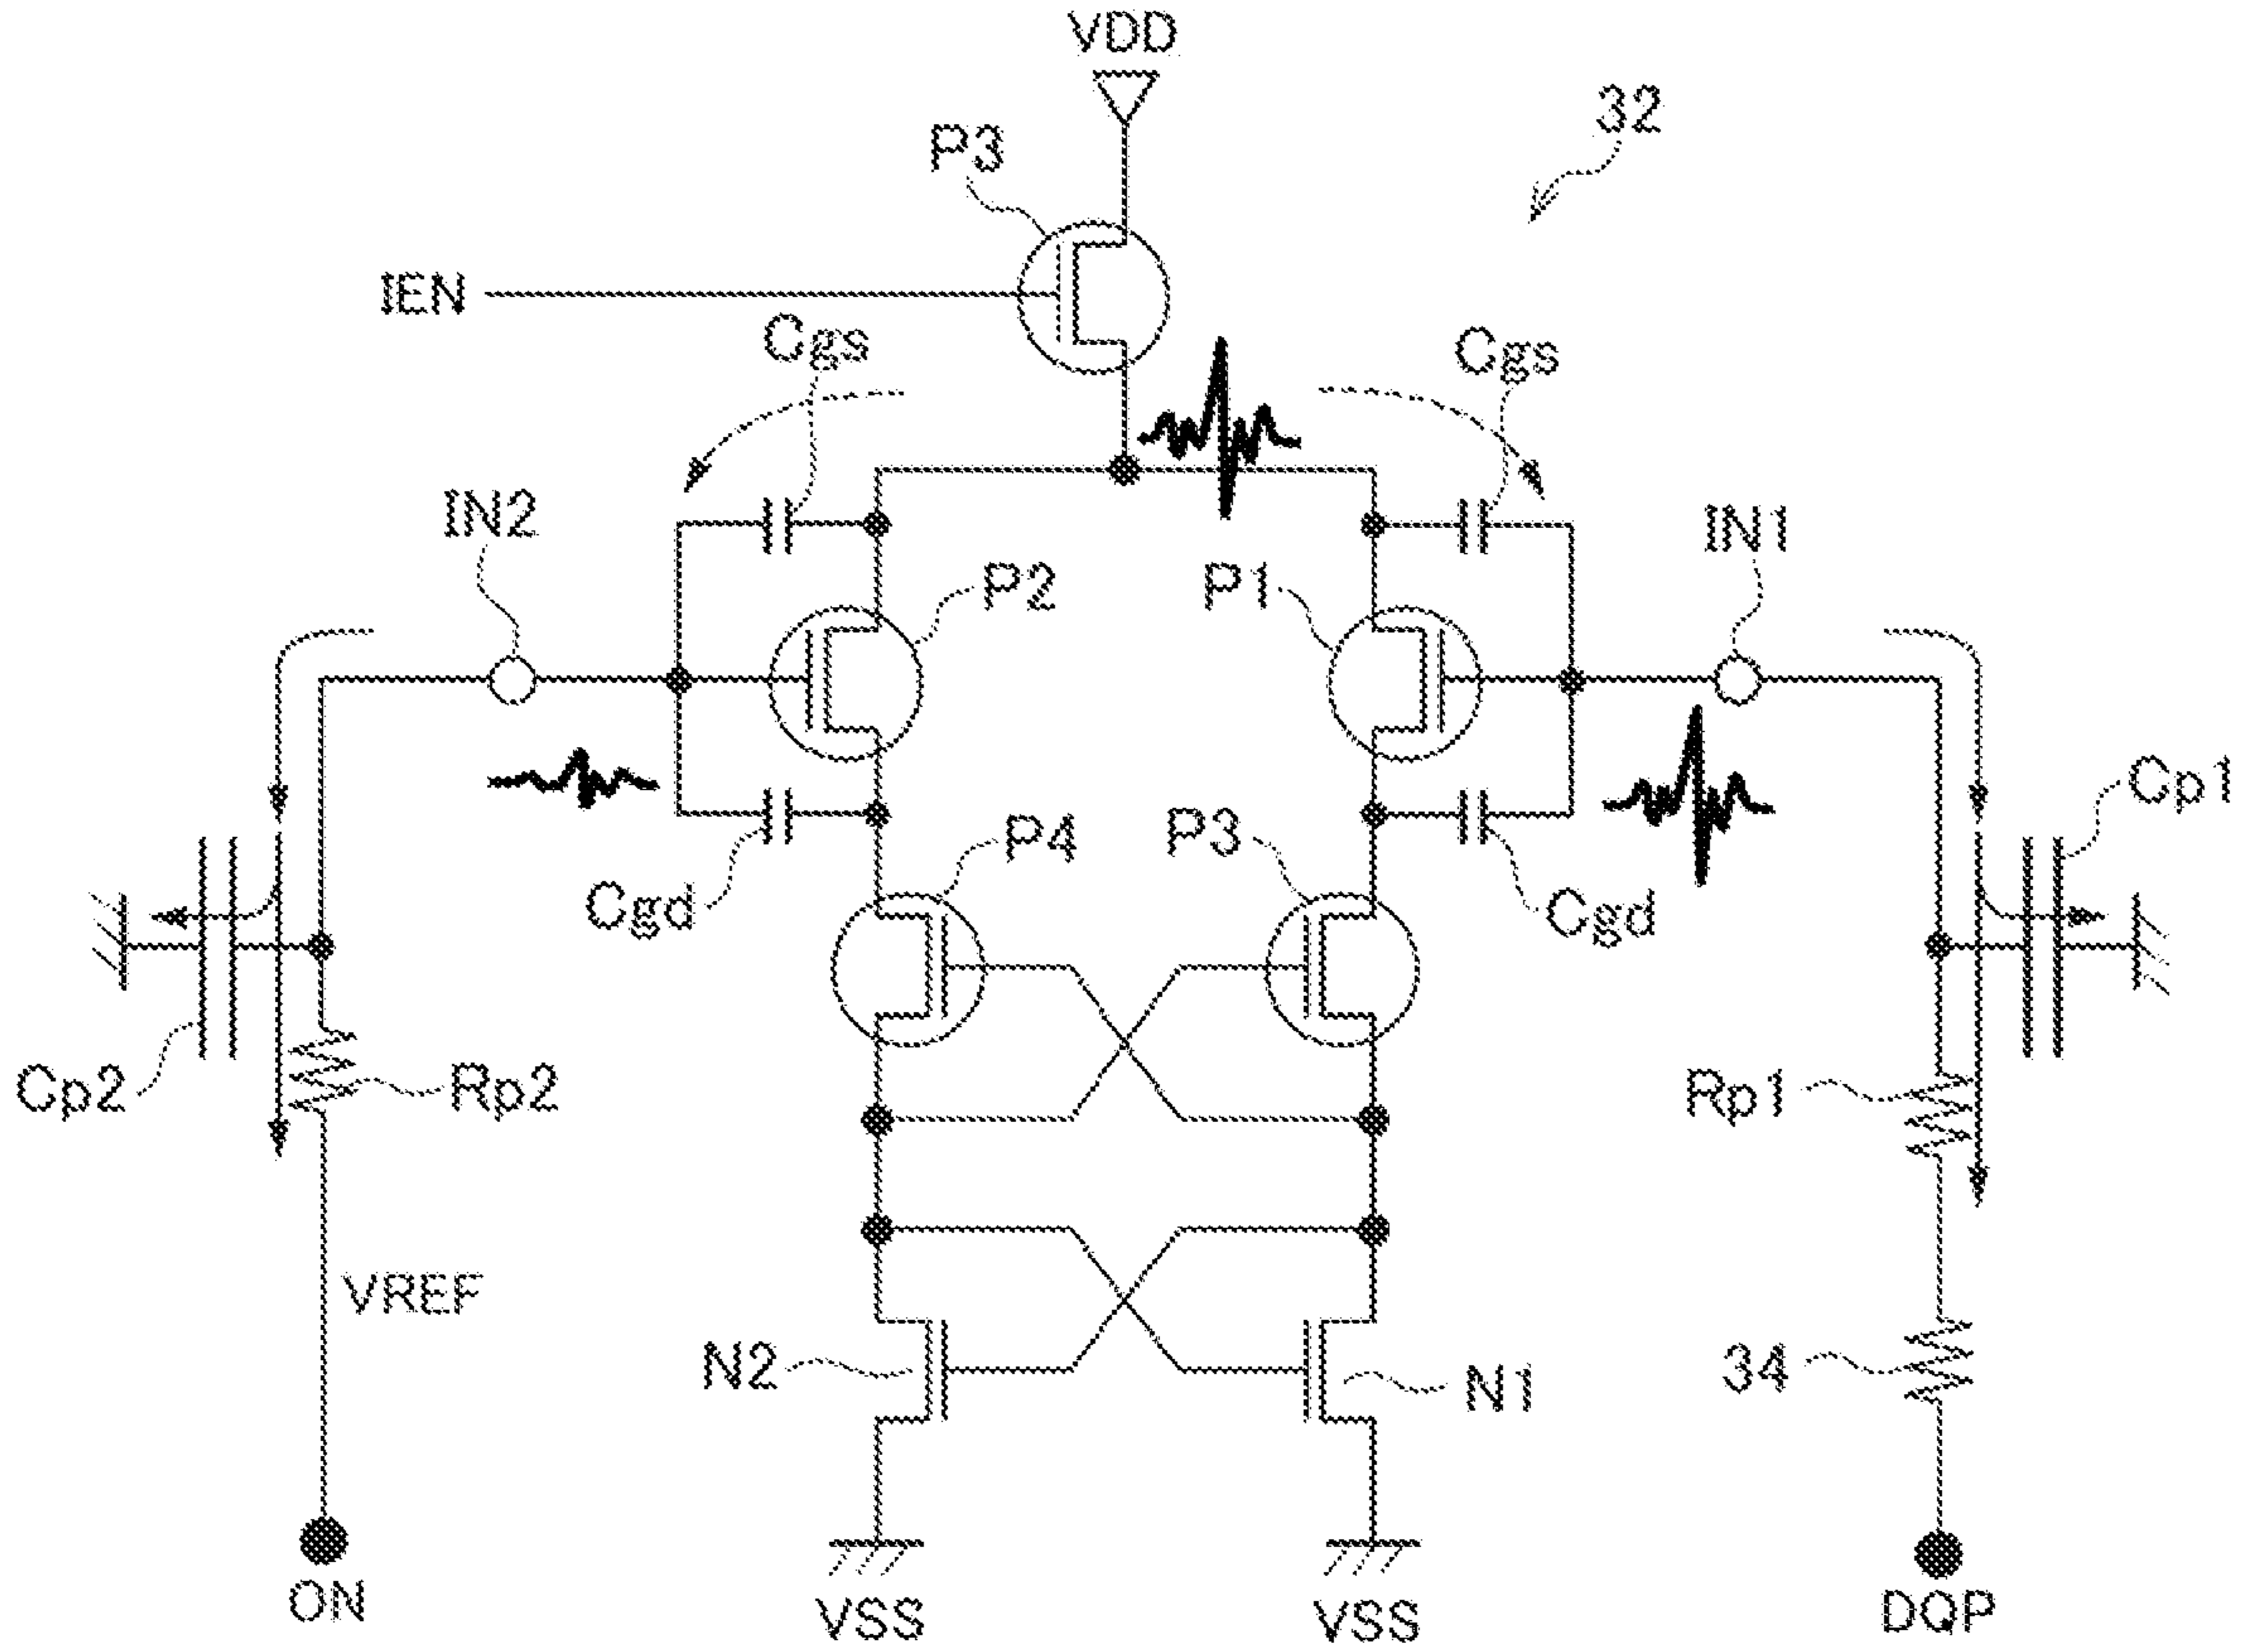 VDD
32
P3
IEN
Cgs
Cgs
IN2
IN1
P2
P1
Cp1
P4
P3
Cgd
Cgd
Cp2
Rp2
Rp1
VREF
N2
N1
34
ON
VSS
VSS
DQP